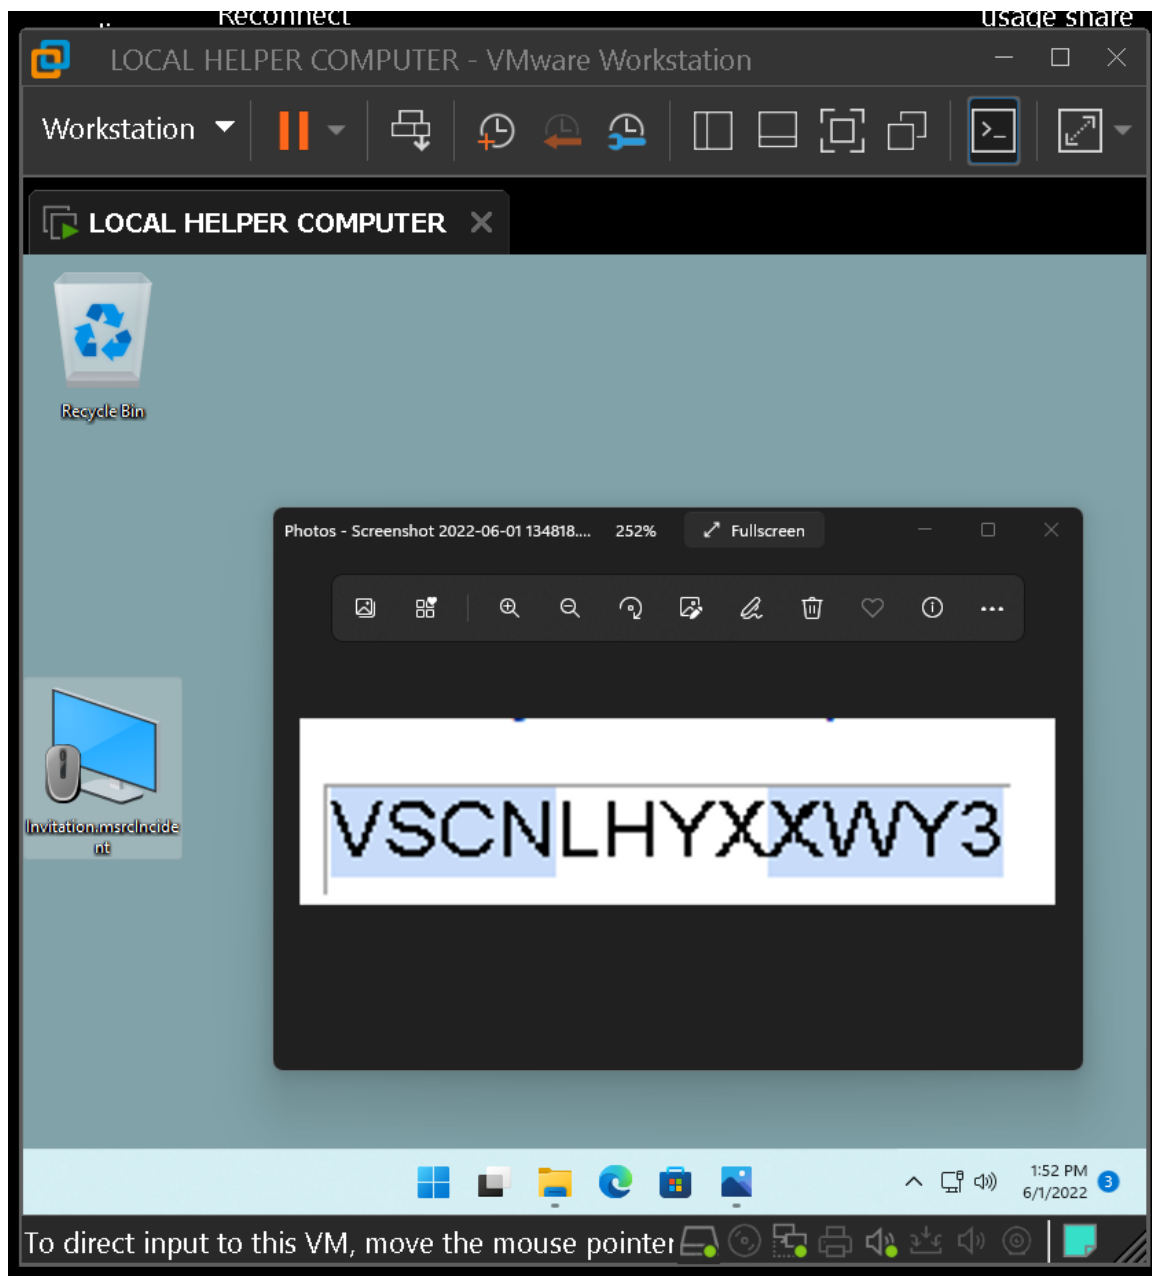 Reconnect
usage share
LOCAL HELPER COMPUTER - VMware Workstation
Workstation
LOCAL HELPER COMPUTER
Recycle Bin
Photos - Screenshot 2022-06-01 134818....
252%
Fullscreen
VSCNLHYXXWY3
Invitation.msrcIncide
nt
1:52 PM
6/1/2022
3
To direct input to this VM, move the mouse pointer